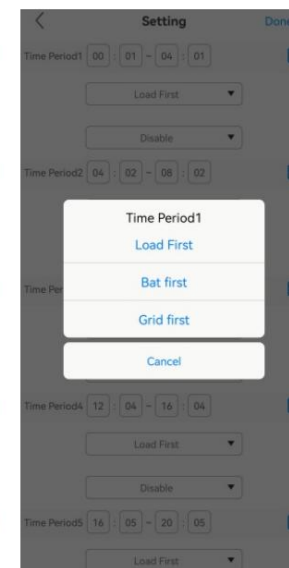 Setting Done
Time Period1 00 : 01 ~ 04 : 01
Load First
Disable
Time Period2 04 : 02 ~ 08 : 02
Time Period1
Load First
Bat first
Time Per
Grid first
Cancel
Time Period4 12 : 04 ~ 16 : 04
Load First
Disable
Time Period5 16 : 05 ~ 20 : 05
Load First